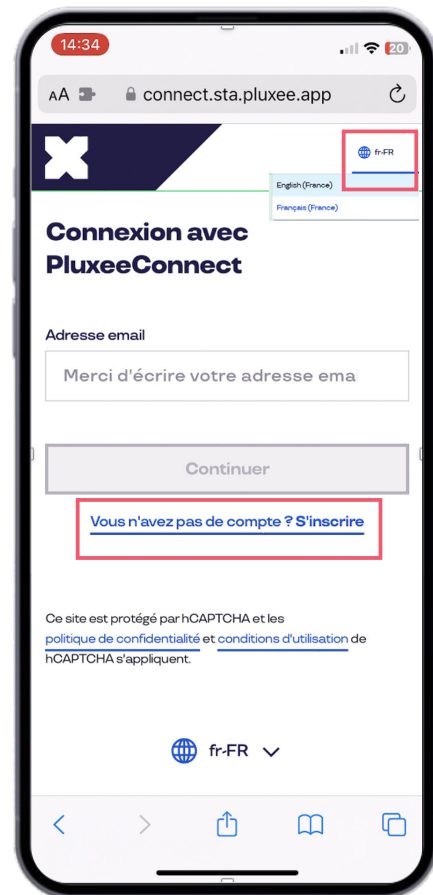 14:34
20
AA
connect.sta.pluxee.app
fr-FR
English (France)
Français (France)
Connexion avec
PluxeeConnect
Adresse email
Merci d'écrire votre adresse ema
Continuer
Vous n'avez pas de compte ? S'inscrire
Ce site est protégé par hCAPTCHA et les
politique de confidentialité et conditions d'utilisation de
hCAPTCHA s'appliquent.
fr-FR